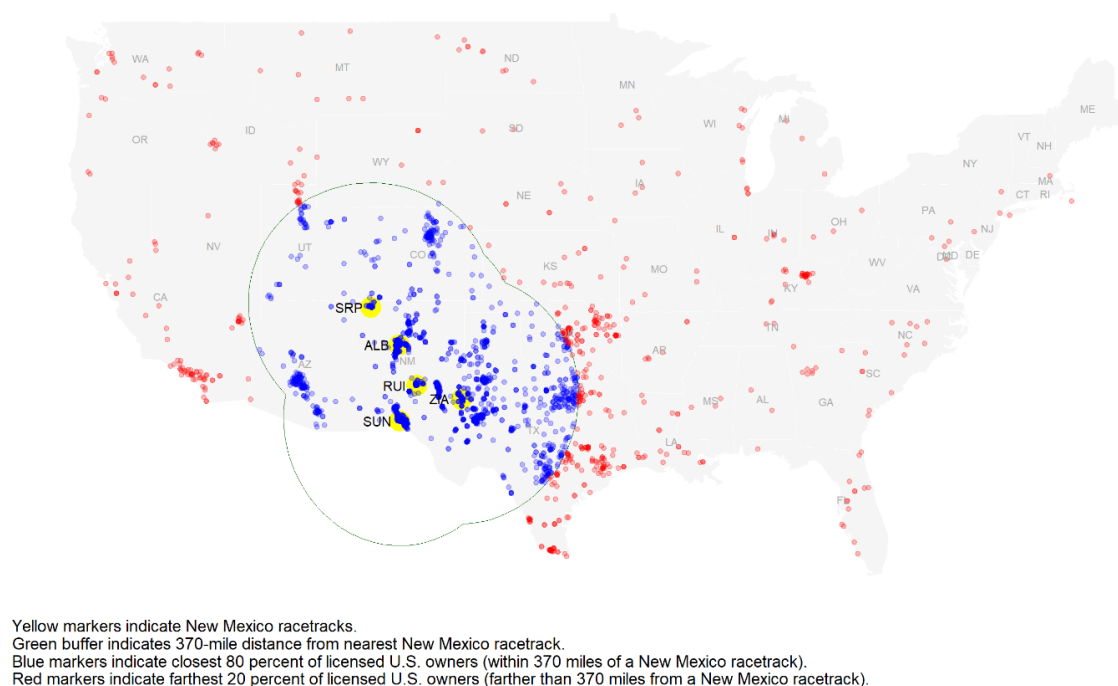 WA
MT
ND
MN
ME
OR
ID
SD
WI
MI
VT
NH
NY
WY
IA
MA
CT RI
NE
PA
NV
UT
CO
IL
IN
OH
NJ
MD DE
CA
KS
MO
WV
KY
VA
SRP
TN
NC
ALB
NM
AZ
AR
SC
RUI
ZIA
MS
AL
GA
SUN
TX
LA
Yellow markers indicate New Mexico racetracks.
Green buffer indicates 370-mile distance from nearest New Mexico racetrack.
Blue markers indicate closest 80 percent of licensed U.S. owners (within 370 miles of a New Mexico racetrack).
Red markers indicate farthest 20 percent of licensed U.S. owners (farther than 370 miles from a New Mexico racetrack).